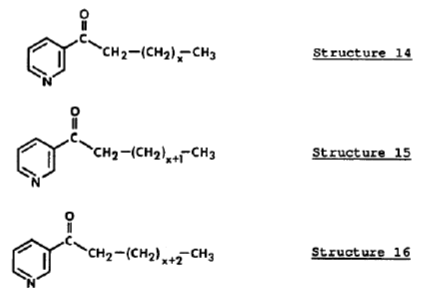 O
C
CH2-(CH2)x-CH3
N
Structure 14
O
C
CH2-(CH2)x+1-CH3
N
Structure 15
O
C
CH2-(CH2)x+2-CH3
N
Structure 16